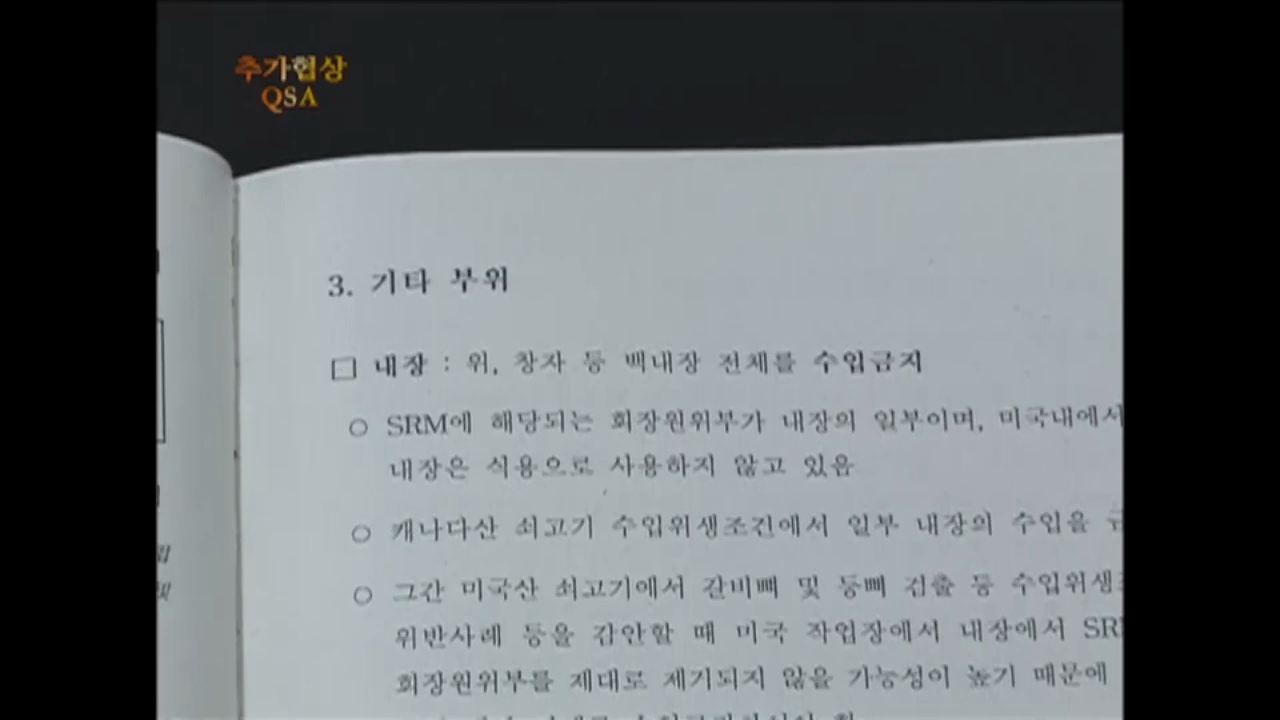 추가협상
QSA
3. 기타 부위
□ 내장 : 위, 창자 등 백내장 전체를 수입금지
○ SRM에 해당되는 회장원위부가 내장의 일부이며, 미국내에서
내장은 식용으로 사용하지 않고 있음
○ 캐나다산 쇠고기 수입위생조건에서 일부 내장의 수입을
○ 그간 미국산 쇠고기에서 갈비뼈 및 등뼈 검출 등 수입위생
위반사례 등을 감안할 때 미국 작업장에서 내장에서
회장원위부를 제대로 제기되지 않을 가능성이 높기 때문에